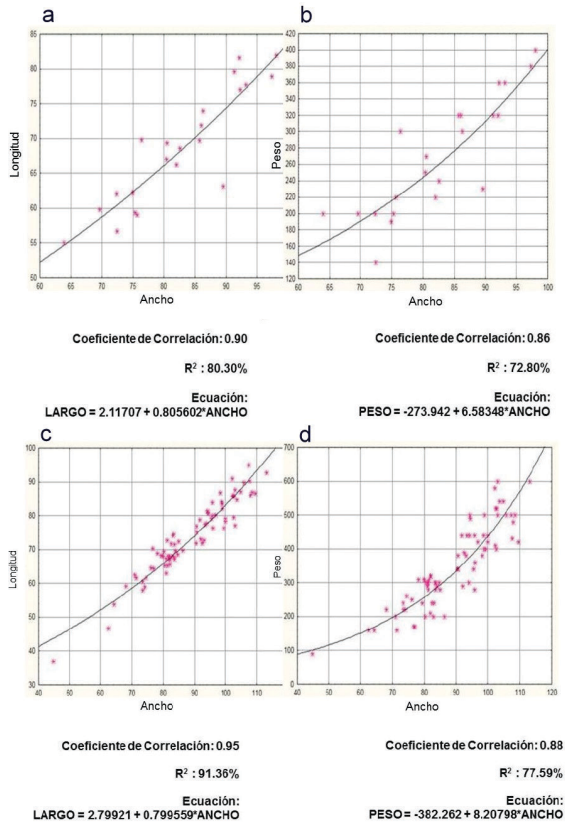 a
b
Longitud
85
80
75
70
65
60
55
50
60 65 70 75 80 85 90 95
Ancho
Peso
420
400
380
360
340
320
300
280
260
240
220
200
180
160
140
120
60 65 70 75 80 85 90 95 100
Ancho
Coeficiente de Correlación: 0.90
R² : 80.30%
Ecuación:
LARGO = 2.11707 + 0.805602*ANCHO
Coeficiente de Correlación: 0.86
R² : 72.80%
Ecuación:
PESO = -273.942 + 6.58348*ANCHO
c
d
Longitud
100
90
80
70
60
50
40
30
40 50 60 70 80 90 100 110
Ancho
Peso
700
600
500
400
300
200
100
0
40 50 60 70 80 90 100 110 120
Ancho
Coeficiente de Correlación: 0.95
R² : 91.36%
Ecuación:
LARGO = 2.79921 + 0.799559*ANCHO
Coeficiente de Correlación: 0.88
R² : 77.59%
Ecuación:
PESO = -382.262 + 8.20798*ANCHO